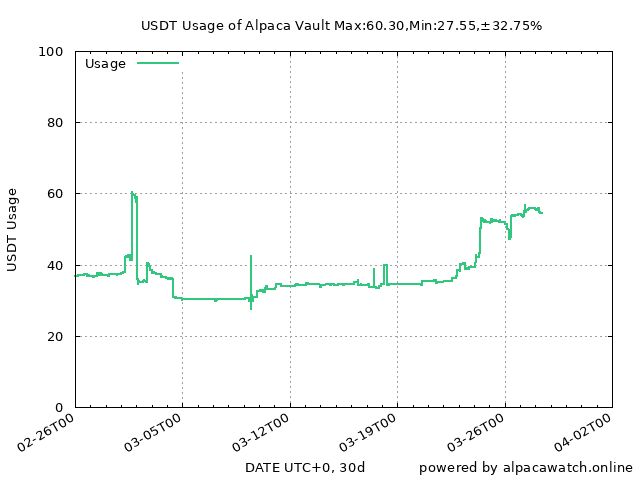 USDT Usage of Alpaca Vault Max:60.30,Min:27.55,±32.75%
Usage
100
80
60
40
20
0
USDT Usage
02-26T00
03-05T00
03-12T00
03-19T00
03-26T00
04-02T00
DATE UTC+0, 30d
powered by alpacawatch.online